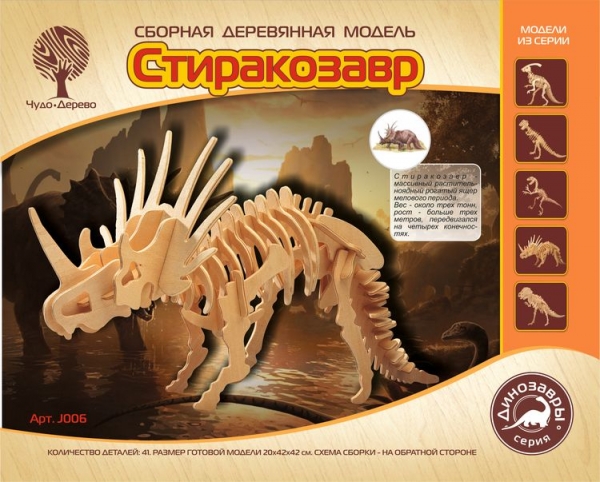 СБОРНАЯ ДЕРЕВЯННАЯ МОДЕЛЬ
Стиракозавр
Чудо·Дерево
МОДЕЛИ
ИЗ СЕРИИ
Стиракозавр -
массивный раститель-
ноядный рогатый ящер
мелового периода.
Вес - около трех тонн,
рост - больше трех
метров, передвигался
на четырех конечнос-
тях.
Арт. J006
Динозавры
серия
КОЛИЧЕСТВО ДЕТАЛЕЙ: 41. РАЗМЕР ГОТОВОЙ МОДЕЛИ 20x42x42 см. СХЕМА СБОРКИ - НА ОБРАТНОЙ СТОРОНЕ